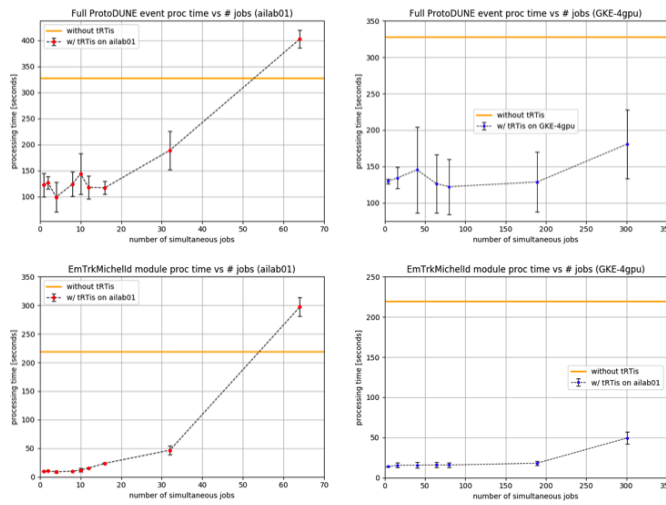 Full ProtoDUNE event proc time vs # jobs (ailab01)
processing time [seconds]
400
350
300
250
200
150
100
0 10 20 30 40 50 60 70
number of simultaneous jobs
without tRTis
w/ tRTis on ailab01
Full ProtoDUNE event proc time vs # jobs (GKE-4gpu)
processing time [seconds]
350
300
250
200
150
100
0 50 100 150 200 250 300 35
number of simultaneous jobs
without tRTis
w/ tRTis on GKE-4gpu
EmTrkMichelId module proc time vs # jobs (ailab01)
processing time [seconds]
350
300
250
200
150
100
50
0
0 10 20 30 40 50 60 70
number of simultaneous jobs
without tRTis
w/ tRTis on ailab01
EmTrkMichelId module proc time vs # jobs (GKE-4gpu)
processing time [seconds]
250
200
150
100
50
0
0 50 100 150 200 250 300 35
number of simultaneous jobs
without tRTis
w/ tRTis on ailab01